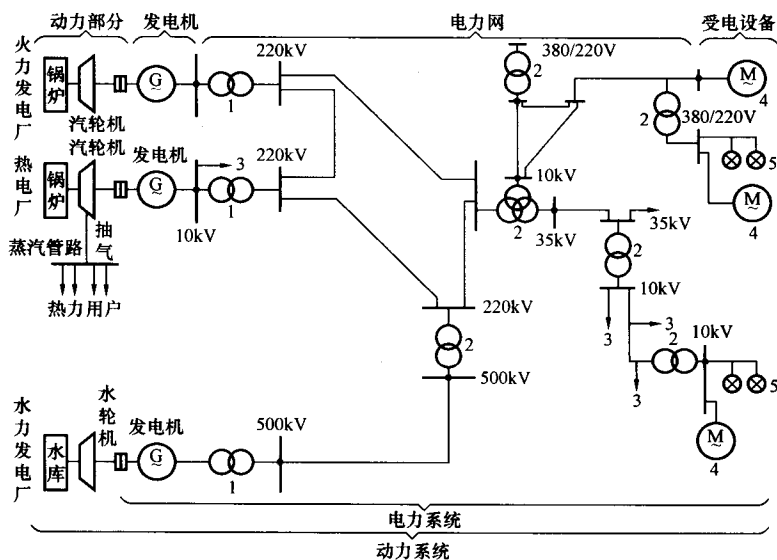 动力部分 发电机 电力网 受电设备
火力发电厂
锅炉
汽轮机
G
~
1
220kV
380/220V
2
M
~
4
2
380/220V
5
M
~
4
热电厂
锅炉
汽轮机
发电机
G
~
10kV
3
1
220kV
抽气
蒸汽管路
热力用户
10kV
2
35kV
35kV
2
10kV
3
3
3
2
10kV
5
M
~
4
220kV
2
500kV
水力发电厂
水库
水轮机
发电机
G
~
1
500kV
电力系统
动力系统